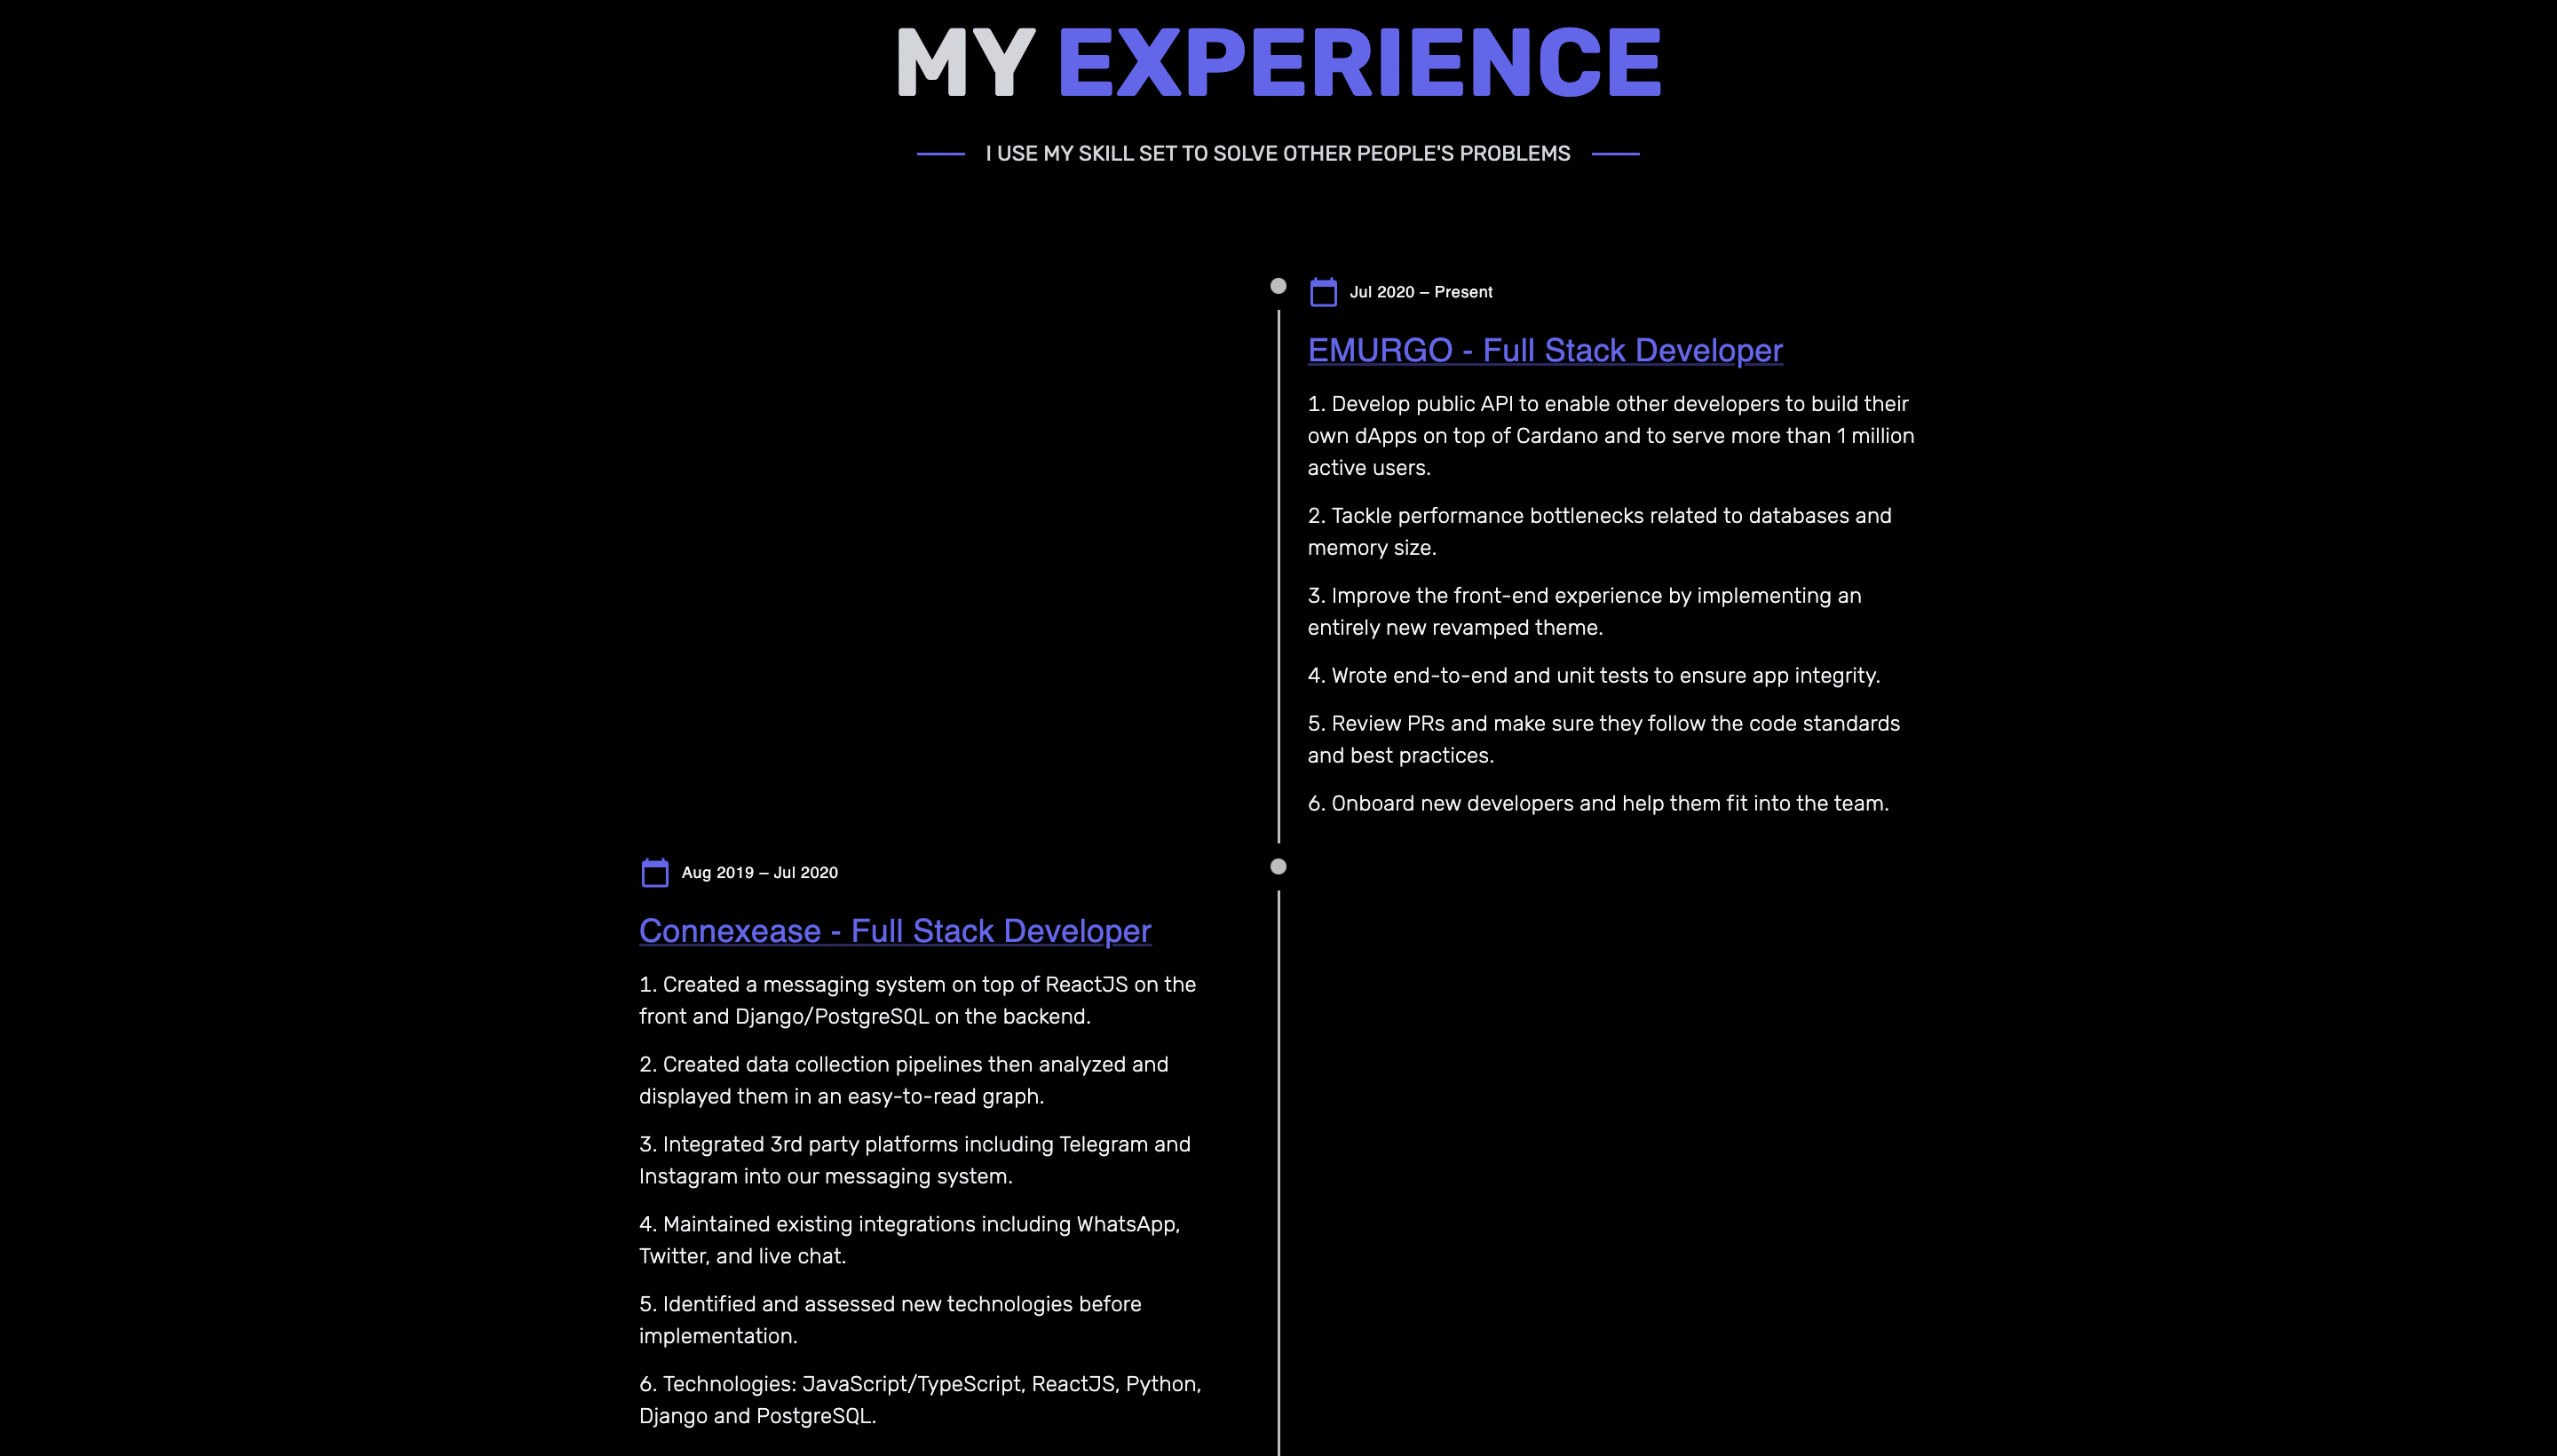 MY EXPERIENCE
I USE MY SKILL SET TO SOLVE OTHER PEOPLE'S PROBLEMS
Jul 2020 – Present
EMURGO - Full Stack Developer
1. Develop public API to enable other developers to build their
own dApps on top of Cardano and to serve more than 1 million
active users.
2. Tackle performance bottlenecks related to databases and
memory size.
3. Improve the front-end experience by implementing an
entirely new revamped theme.
4. Wrote end-to-end and unit tests to ensure app integrity.
5. Review PRs and make sure they follow the code standards
and best practices.
6. Onboard new developers and help them fit into the team.
Aug 2019 – Jul 2020
Connexease - Full Stack Developer
1. Created a messaging system on top of ReactJS on the
front and Django/PostgreSQL on the backend.
2. Created data collection pipelines then analyzed and
displayed them in an easy-to-read graph.
3. Integrated 3rd party platforms including Telegram and
Instagram into our messaging system.
4. Maintained existing integrations including WhatsApp,
Twitter, and live chat.
5. Identified and assessed new technologies before
implementation.
6. Technologies: JavaScript/TypeScript, ReactJS, Python,
Django and PostgreSQL.